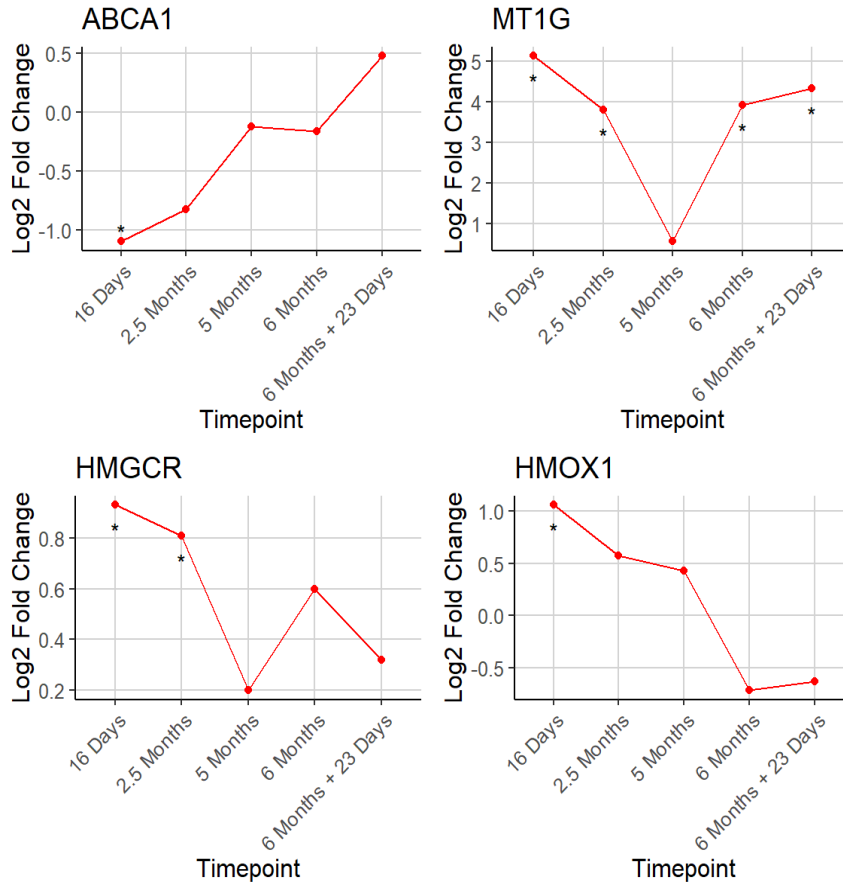 ABCA1
Log2 Fold Change
0.5
0.0
-0.5
-1.0
*
16 Days
2.5 Months
5 Months
6 Months
6 Months + 23 Days
Timepoint
MT1G
Log2 Fold Change
5
4
3
2
1
*
*
*
*
16 Days
2.5 Months
5 Months
6 Months
6 Months + 23 Days
Timepoint
HMGCR
Log2 Fold Change
0.8
0.6
0.4
0.2
*
*
16 Days
2.5 Months
5 Months
6 Months
6 Months + 23 Days
Timepoint
HMOX1
Log2 Fold Change
1.0
0.5
0.0
-0.5
*
16 Days
2.5 Months
5 Months
6 Months
6 Months + 23 Days
Timepoint